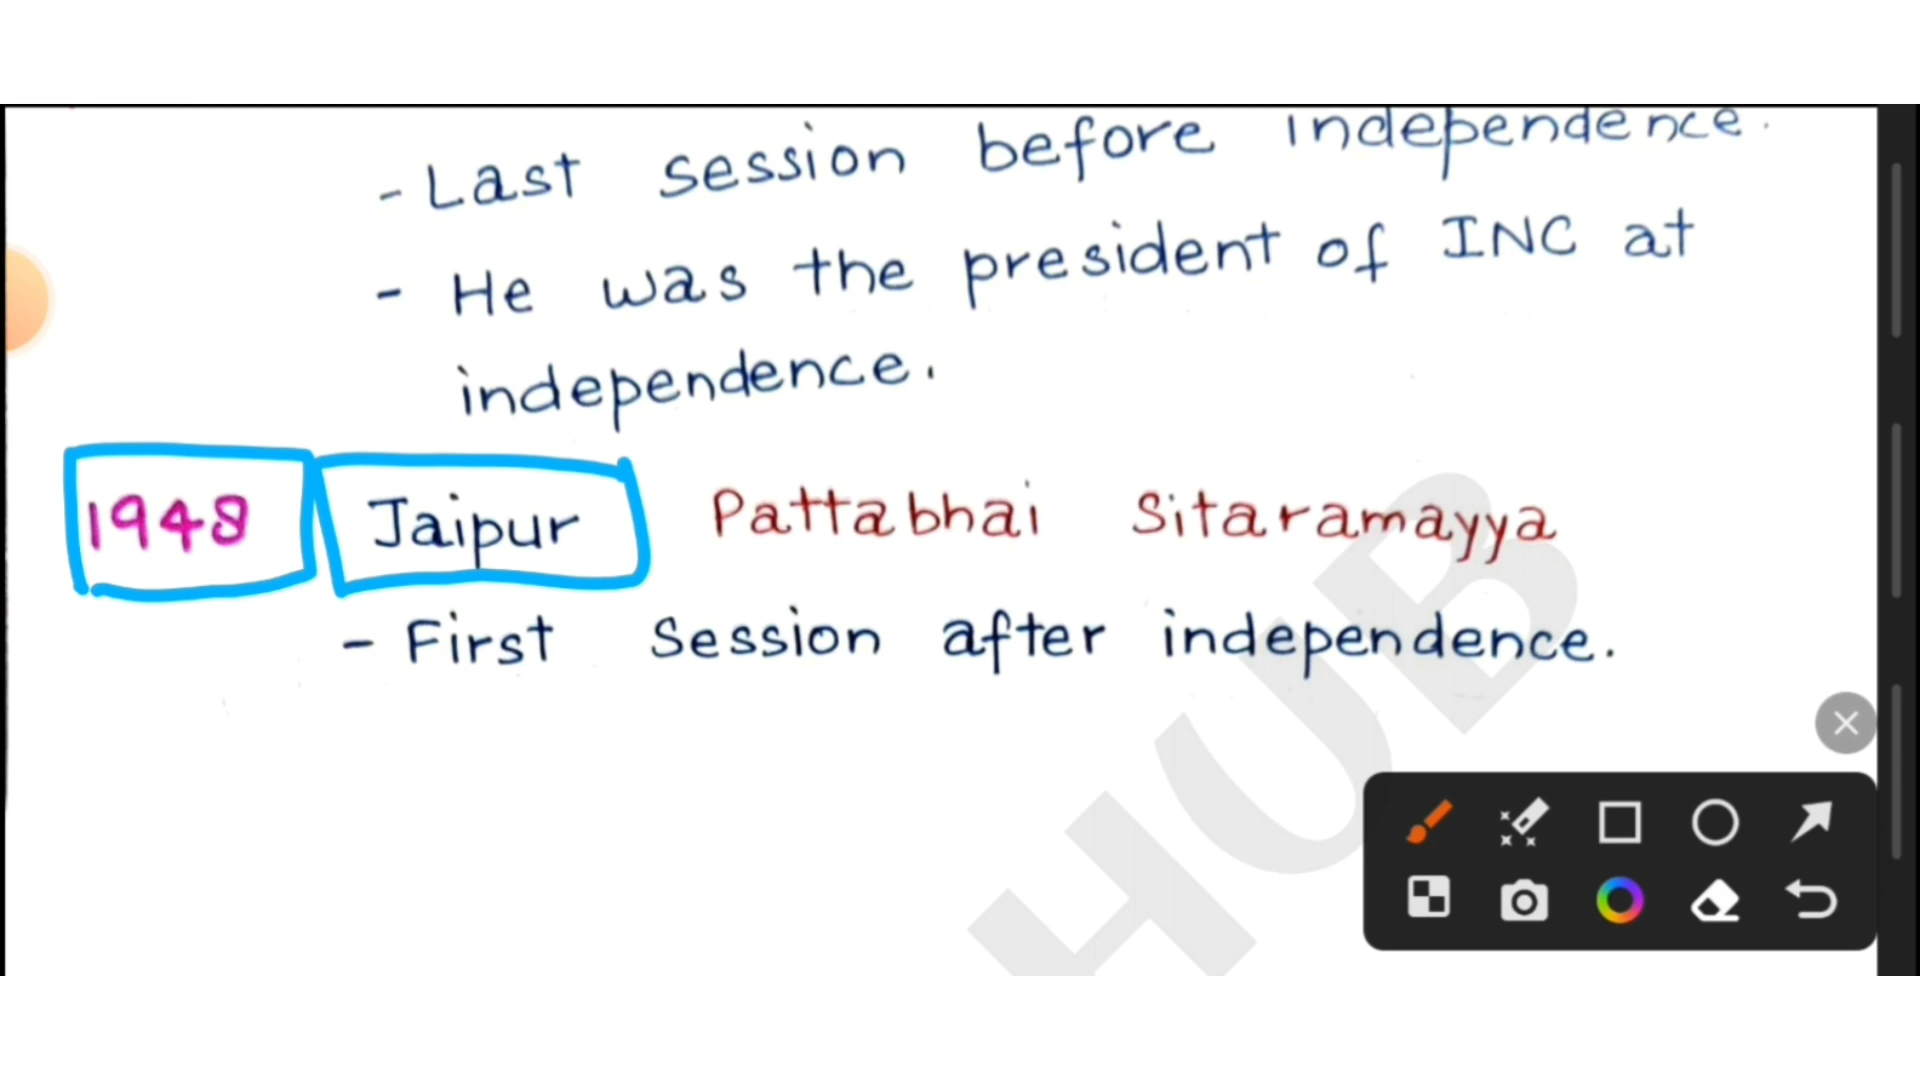 - Last session before independence.
- He was the president of INC at
independence.
1948 Jaipur Pattabhai Sitaramayya
- First Session after independence.
HUB